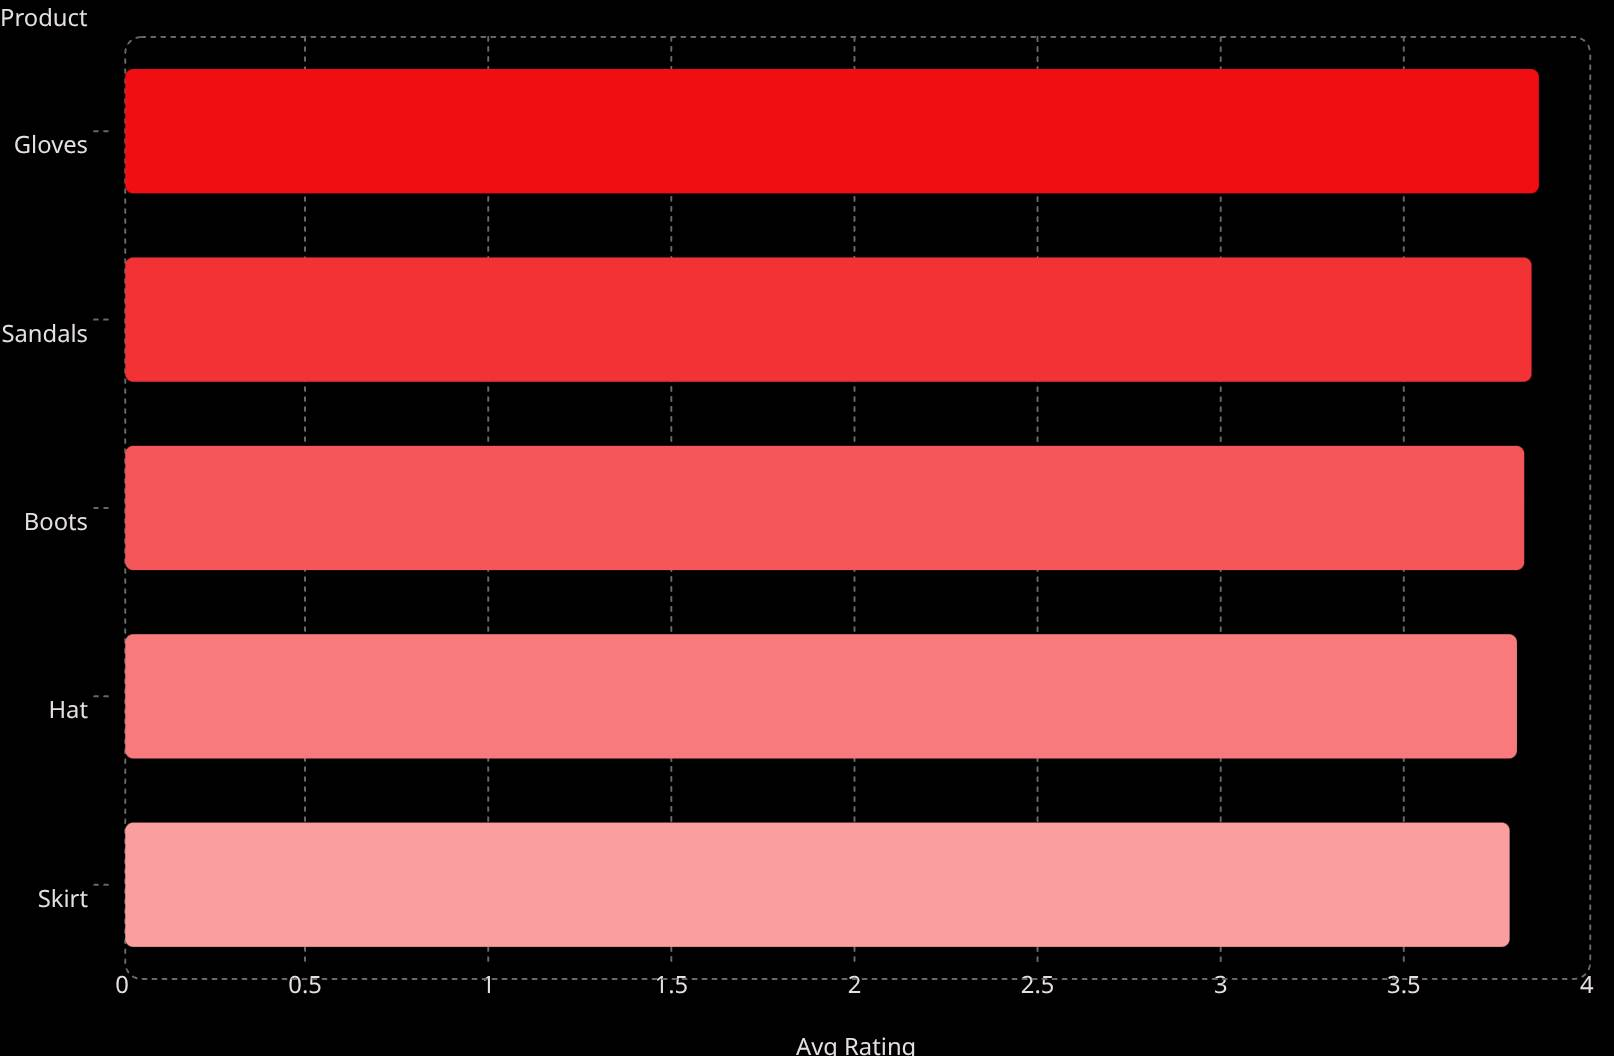 Product
Gloves
Sandals
Boots
Hat
Skirt
0 0.5 1 1.5 2 2.5 3 3.5 4
Avg Rating